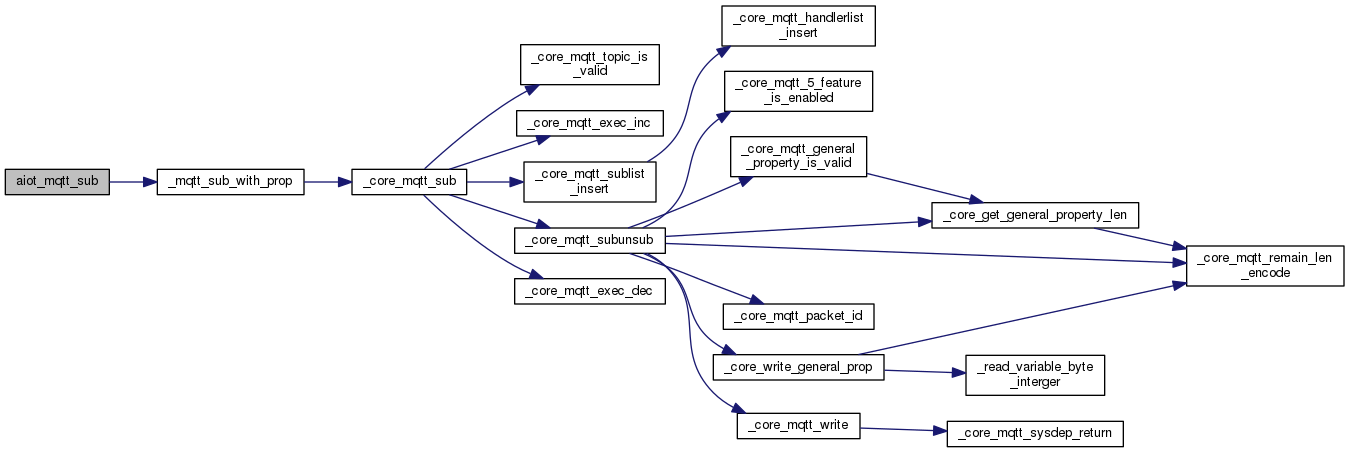 aiot_mqtt_sub
_mqtt_sub_with_prop
_core_mqtt_sub
_core_mqtt_topic_is
_valid
_core_mqtt_exec_inc
_core_mqtt_sublist
_insert
_core_mqtt_subunsub
_core_mqtt_exec_dec
_core_mqtt_handlerlist
_insert
_core_mqtt_5_feature
_is_enabled
_core_mqtt_general
_property_is_valid
_core_get_general_property_len
_core_mqtt_remain_len
_encode
_core_mqtt_packet_id
_core_write_general_prop
_read_variable_byte
_interger
_core_mqtt_write
_core_mqtt_sysdep_return